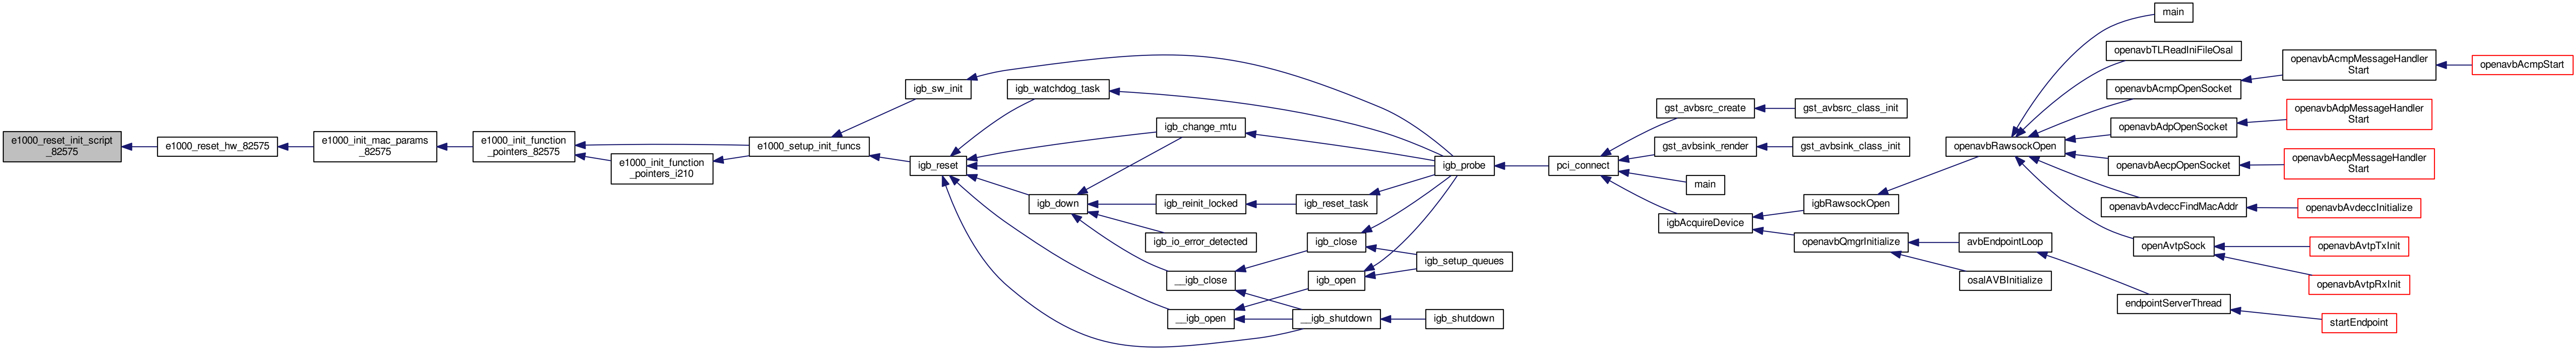 e1000_reset_init_script
_82575
e1000_reset_hw_82575
e1000_init_mac_params
_82575
e1000_init_function
_pointers_82575
e1000_init_function
_pointers_i210
e1000_setup_init_funcs
igb_sw_init
igb_reset
igb_watchdog_task
igb_change_mtu
igb_down
igb_reinit_locked
igb_io_error_detected
__igb_close
__igb_open
igb_reset_task
igb_close
igb_open
__igb_shutdown
igb_probe
igb_setup_queues
igb_shutdown
pci_connect
gst_avbsrc_create
gst_avbsink_render
main
igbAcquireDevice
gst_avbsrc_class_init
gst_avbsink_class_init
igbRawsockOpen
openavbQmgrInitialize
openavbRawsockOpen
avbEndpointLoop
osalAVBInitialize
main
openavbTLReadIniFileOsal
openavbAcmpOpenSocket
openavbAdpOpenSocket
openavbAecpOpenSocket
openavbAvdeccFindMacAddr
openAvtpSock
endpointServerThread
openavbAcmpMessageHandler
Start
openavbAdpMessageHandler
Start
openavbAecpMessageHandler
Start
openavbAvdeccInitialize
openavbAvtpTxInit
openavbAvtpRxInit
startEndpoint
openavbAcmpStart